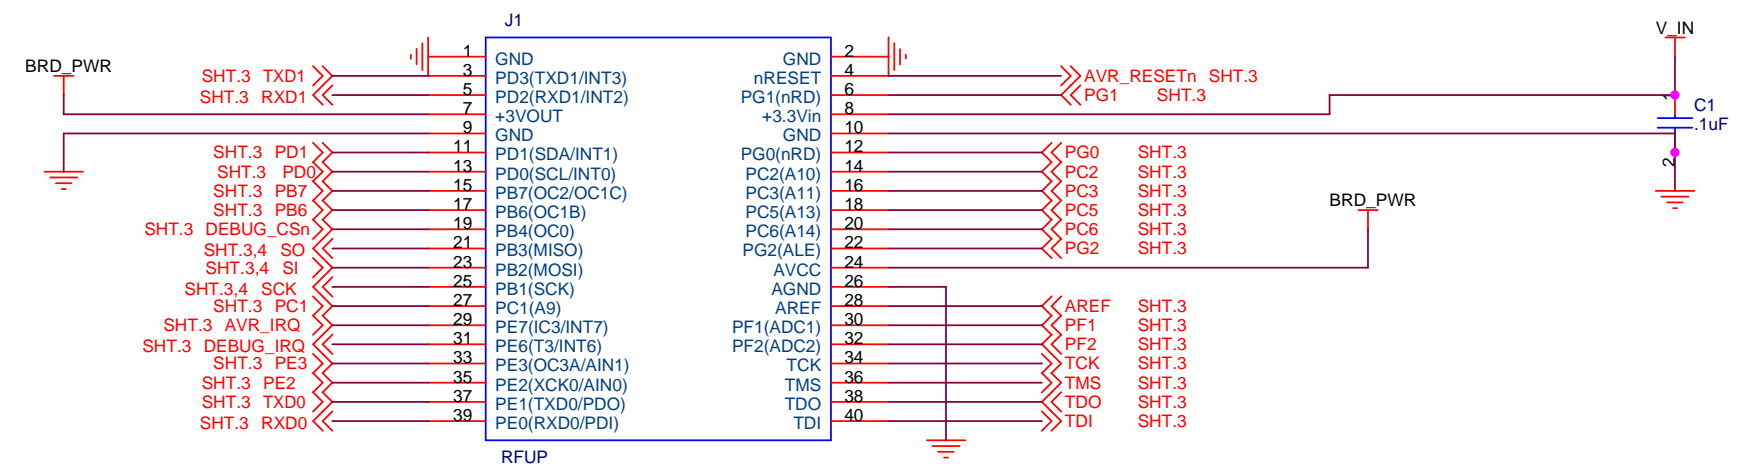 J1
V_IN
BRD_PWR
1 GND GND 2
SHT.3 TXD1 3 PD3(TXD1/INT3) nRESET 4 AVR_RESETn SHT.3
SHT.3 RXD1 5 PD2(RXD1/INT2) PG1(nRD) 6 PG1 SHT.3
7 +3VOUT +3.3Vin 8
1
C1
.1uF
9 GND GND 10
SHT.3 PD1 11 PD1(SDA/INT1) PG0(nRD) 12 PG0 SHT.3
2
SHT.3 PD0 13 PD0(SCL/INT0) PC2(A10) 14 PC2 SHT.3
SHT.3 PB7 15 PB7(OC2/OC1C) PC3(A11) 16 PC3 SHT.3
BRD_PWR
SHT.3 PB6 17 PB6(OC1B) PC5(A13) 18 PC5 SHT.3
SHT.3 DEBUG_CSn 19 PB4(OC0) PC6(A14) 20 PC6 SHT.3
SHT.3,4 SO 21 PB3(MISO) PG2(ALE) 22 PG2 SHT.3
SHT.3,4 SI 23 PB2(MOSI) AVCC 24
SHT.3,4 SCK 25 PB1(SCK) AGND 26
SHT.3 PC1 27 PC1(A9) AREF 28 AREF SHT.3
SHT.3 AVR_IRQ 29 PE7(IC3/INT7) PF1(ADC1) 30 PF1 SHT.3
SHT.3 DEBUG_IRQ 31 PE6(T3/INT6) PF2(ADC2) 32 PF2 SHT.3
SHT.3 PE3 33 PE3(OC3A/AIN1) TCK 34 TCK SHT.3
SHT.3 PE2 35 PE2(XCK0/AIN0) TMS 36 TMS SHT.3
SHT.3 TXD0 37 PE1(TXD0/PDO) TDO 38 TDO SHT.3
SHT.3 RXD0 39 PE0(RXD0/PDI) TDI 40 TDI SHT.3
RFUP